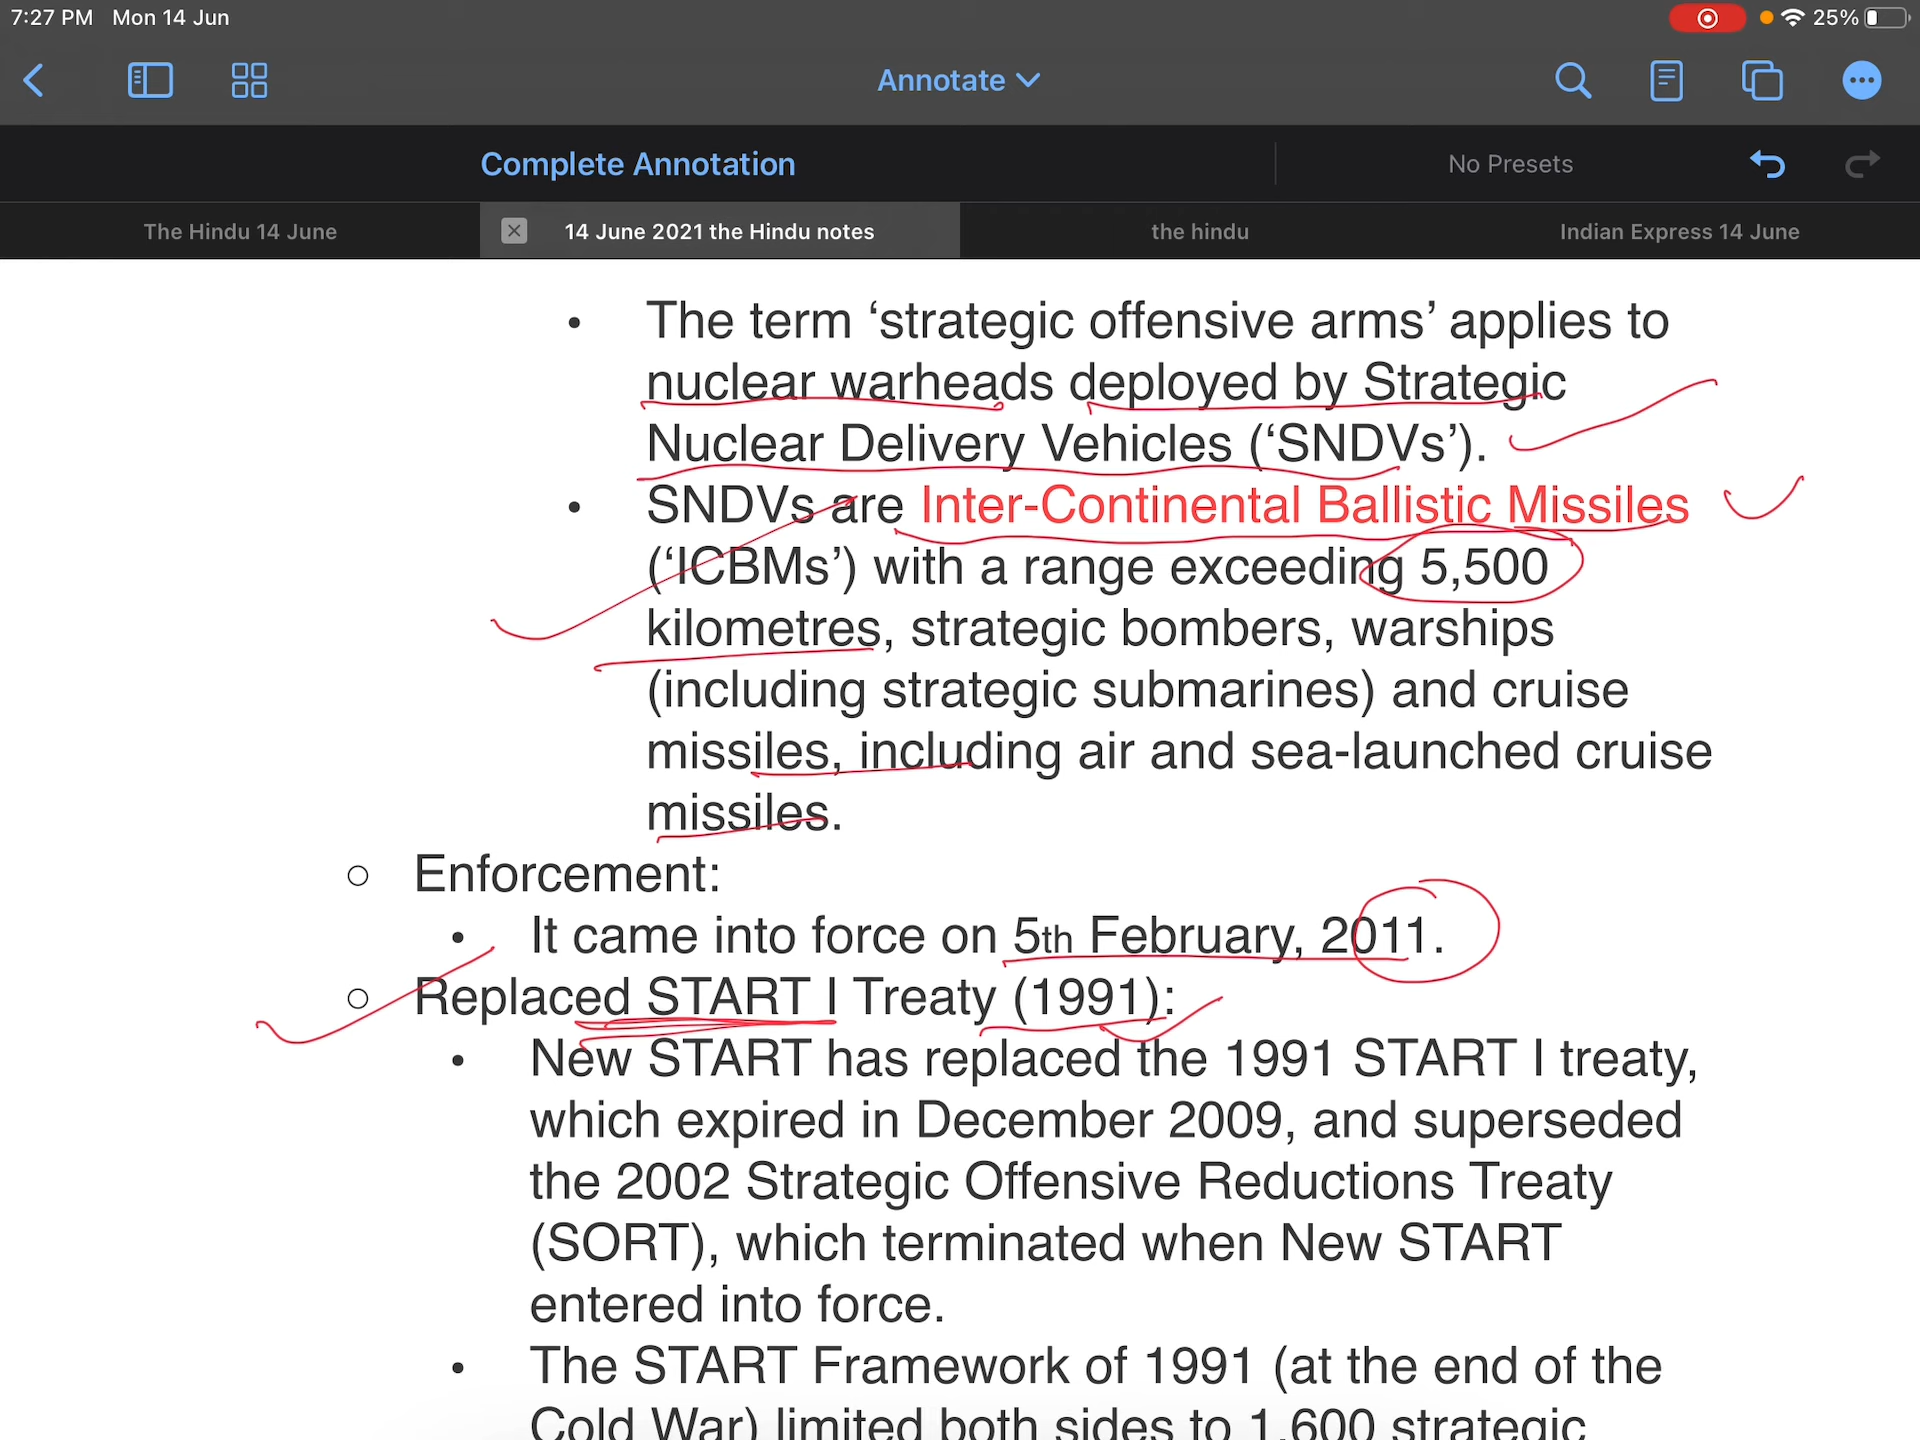 7:27 PM Mon 14 Jun
25%
Annotate
Complete Annotation
No Presets
The Hindu 14 June
14 June 2021 the Hindu notes
the hindu
Indian Express 14 June
• The term ‘strategic offensive arms’ applies to
nuclear warheads deployed by Strategic
Nuclear Delivery Vehicles (‘SNDVs’).
• SNDVs are Inter-Continental Ballistic Missiles
(‘ICBMs’) with a range exceeding 5,500
kilometres, strategic bombers, warships
(including strategic submarines) and cruise
missiles, including air and sea-launched cruise
missiles.
○ Enforcement:
• It came into force on 5th February, 2011.
○ Replaced START I Treaty (1991):
• New START has replaced the 1991 START I treaty,
which expired in December 2009, and superseded
the 2002 Strategic Offensive Reductions Treaty
(SORT), which terminated when New START
entered into force.
• The START Framework of 1991 (at the end of the
Cold War) limited both sides to 1,600 strategic